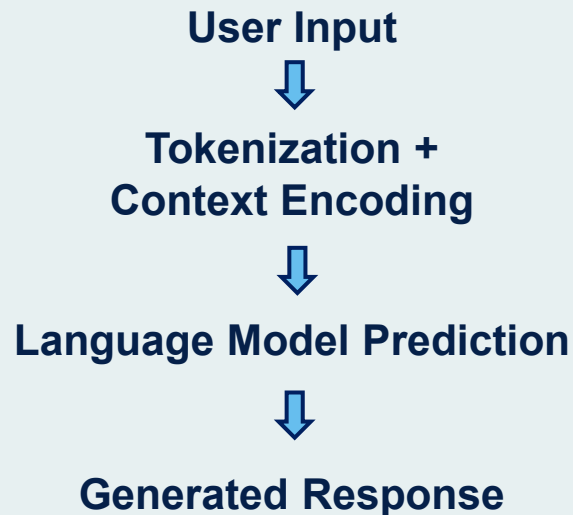 User Input
Tokenization +
Context Encoding
Language Model Prediction
Generated Response